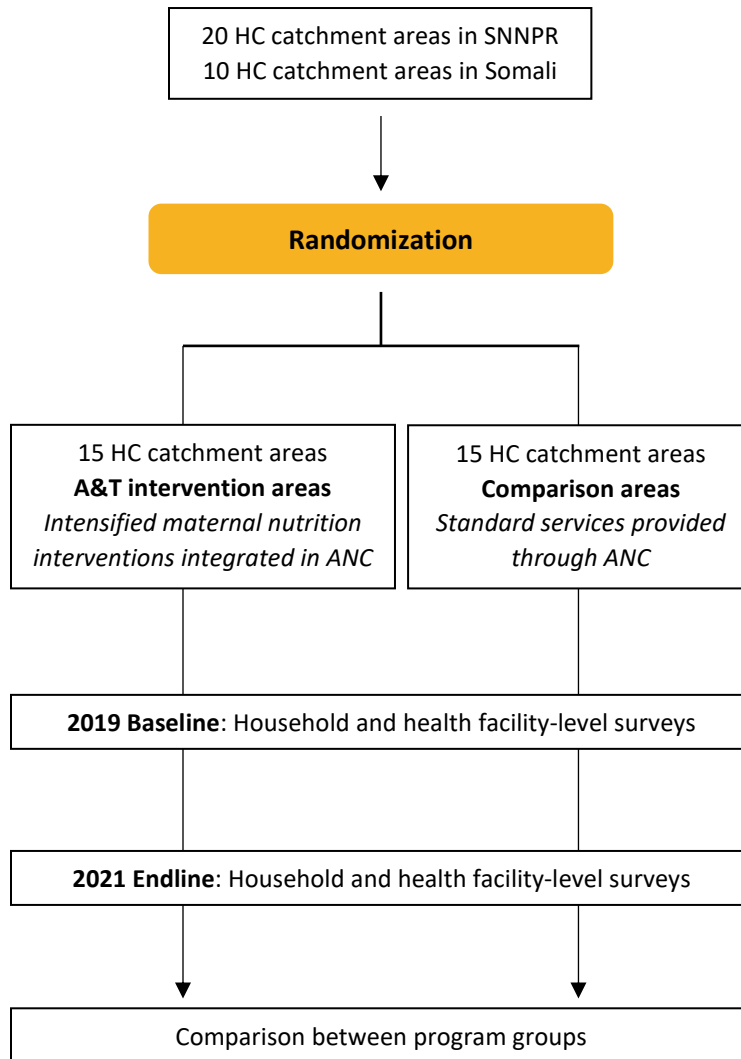 20 HC catchment areas in SNNPR
10 HC catchment areas in Somali
Randomization
15 HC catchment areas
A&T intervention areas
Intensified maternal nutrition
interventions integrated in ANC
15 HC catchment areas
Comparison areas
Standard services provided
through ANC
2019 Baseline: Household and health facility-level surveys
2021 Endline: Household and health facility-level surveys
Comparison between program groups